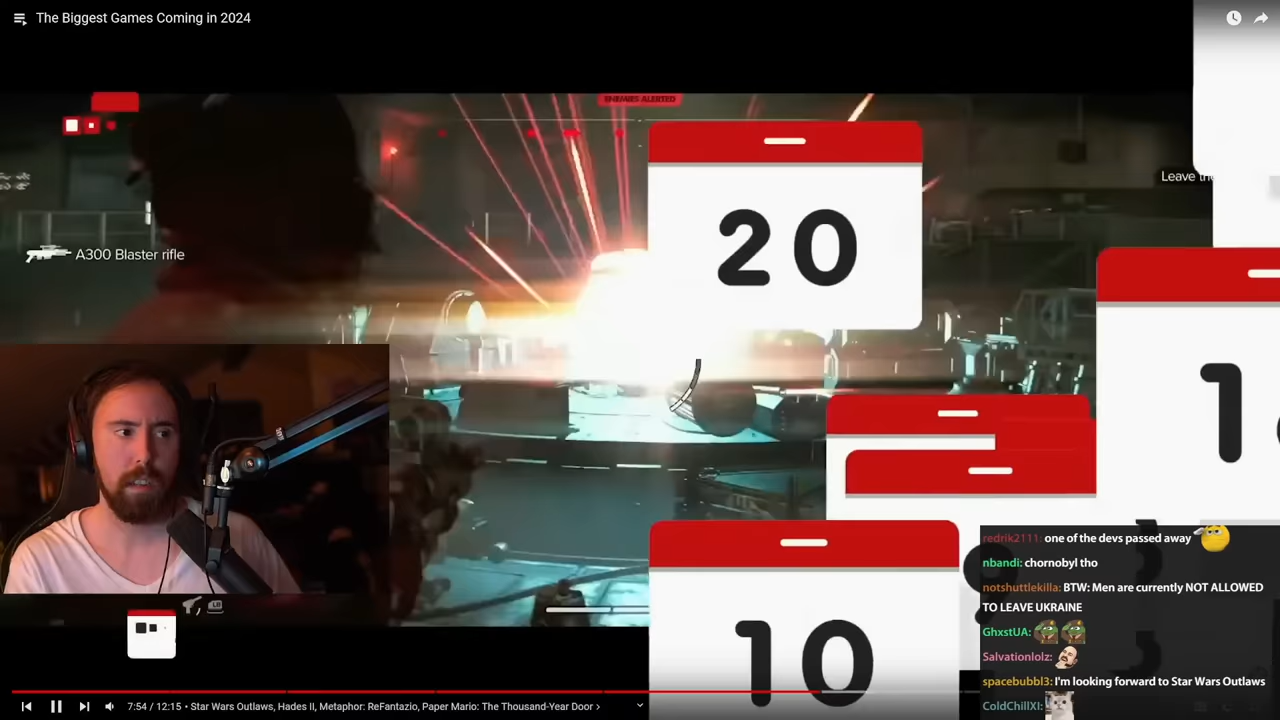 The Biggest Games Coming in 2024
ENEMIES ALERTED
20
Leave the
A300 Blaster rifle
1
10
redrik2111: one of the devs passed away
nbandi: chornobyl tho
notshuttlekilla: BTW: Men are currently NOT ALLOWED
TO LEAVE UKRAINE
GhxstUA:
Salvationlolz:
spacebubbl3: I'm looking forward to Star Wars Outlaws
ColdChillXI:
7:54 / 12:15 • Star Wars Outlaws, Hades II, Metaphor: ReFantazio, Paper Mario: The Thousand-Year Door >